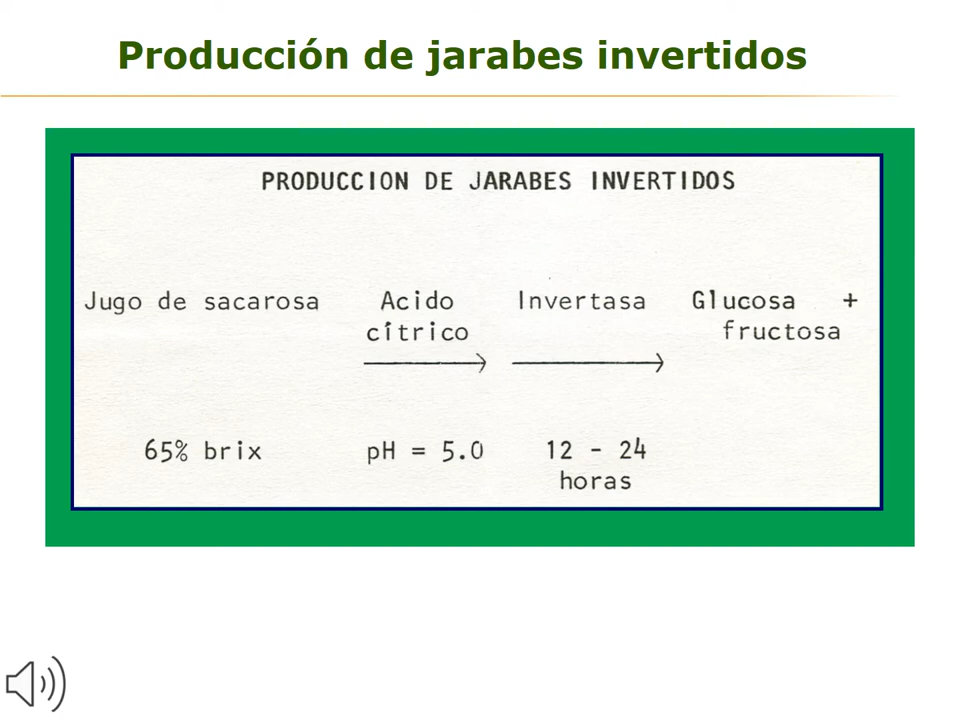 Producción de jarabes invertidos
PRODUCCION DE JARABES INVERTIDOS
Jugo de sacarosa Acido Invertasa Glucosa +
cítrico fructosa
65% brix pH = 5.0 12 - 24
horas